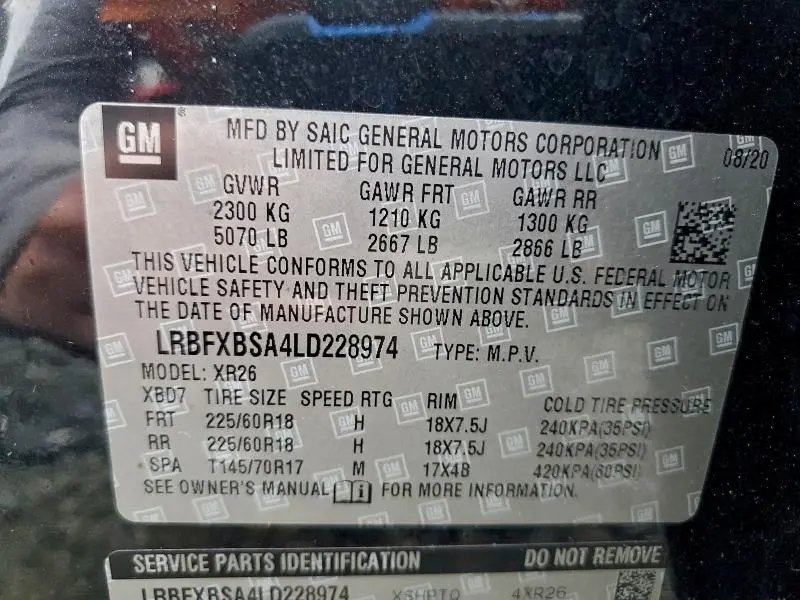 GM
MFD BY SAIC GENERAL MOTORS CORPORATION 08/20
LIMITED FOR GENERAL MOTORS LLC
GVWR GAWR FRT GAWR RR
2300 KG 1210 KG 1300 KG
5070 LB 2667 LB 2866 LB
THIS VEHICLE CONFORMS TO ALL APPLICABLE U.S. FEDERAL MOTOR
VEHICLE SAFETY AND THEFT PREVENTION STANDARDS IN EFFECT ON
THE DATE OF MANUFACTURE SHOWN ABOVE.
LRBFXBSA4LD228974 TYPE: M.P.V.
MODEL: XR26
XBD7 TIRE SIZE SPEED RTG RIM COLD TIRE PRESSURE
FRT 225/60R18 H 18X7.5J 240KPA(35PSI)
RR 225/60R18 H 18X7.5J 240KPA(35PSI)
SPA T145/70R17 M 17X4B 420KPA(60PSI)
SEE OWNER'S MANUAL FOR MORE INFORMATION.
SERVICE PARTS IDENTIFICATION DO NOT REMOVE
LRBFXBSA4LD228974 XSHPTQ 4XR26